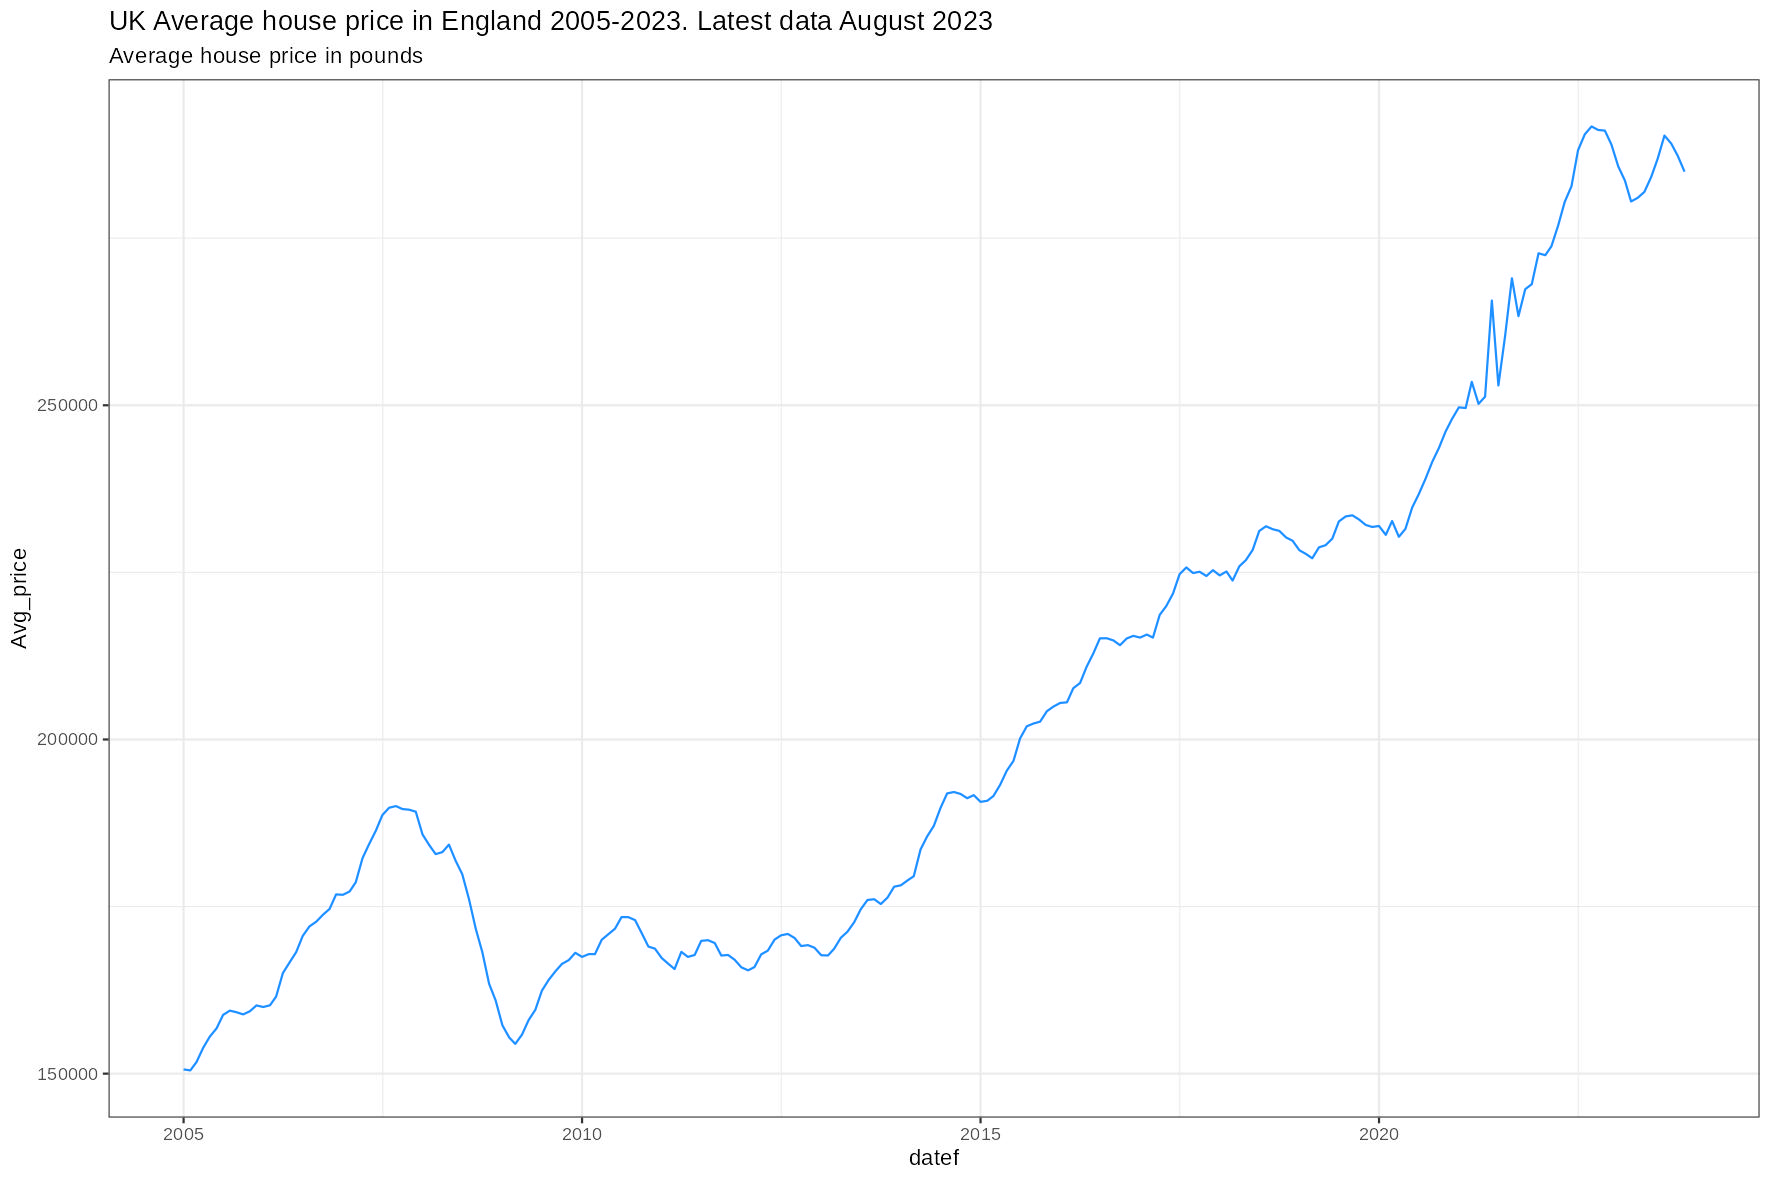 UK Average house price in England 2005-2023. Latest data August 2023
Average house price in pounds
Avg_price
250000
200000
150000
2005
2010
2015
2020
datef